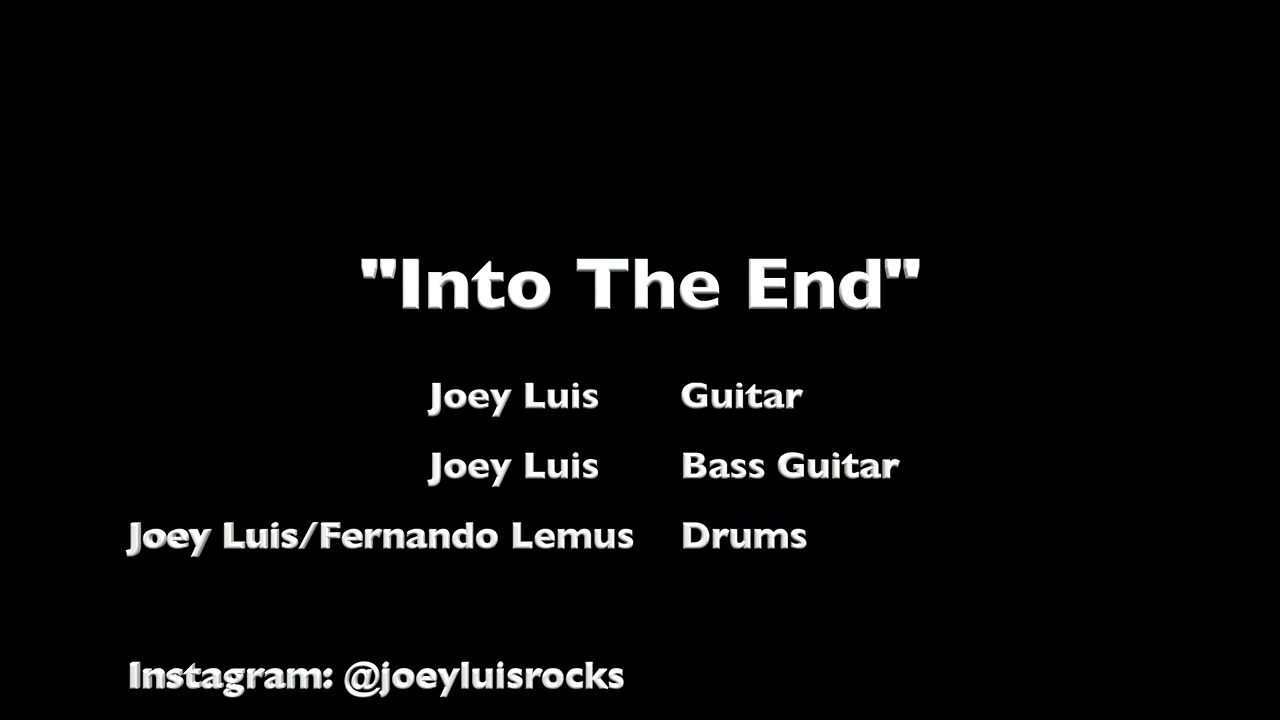 "Into The End"
Joey Luis Guitar
Joey Luis Bass Guitar
Joey Luis/Fernando Lemus Drums
Instagram: @joeyluisrocks